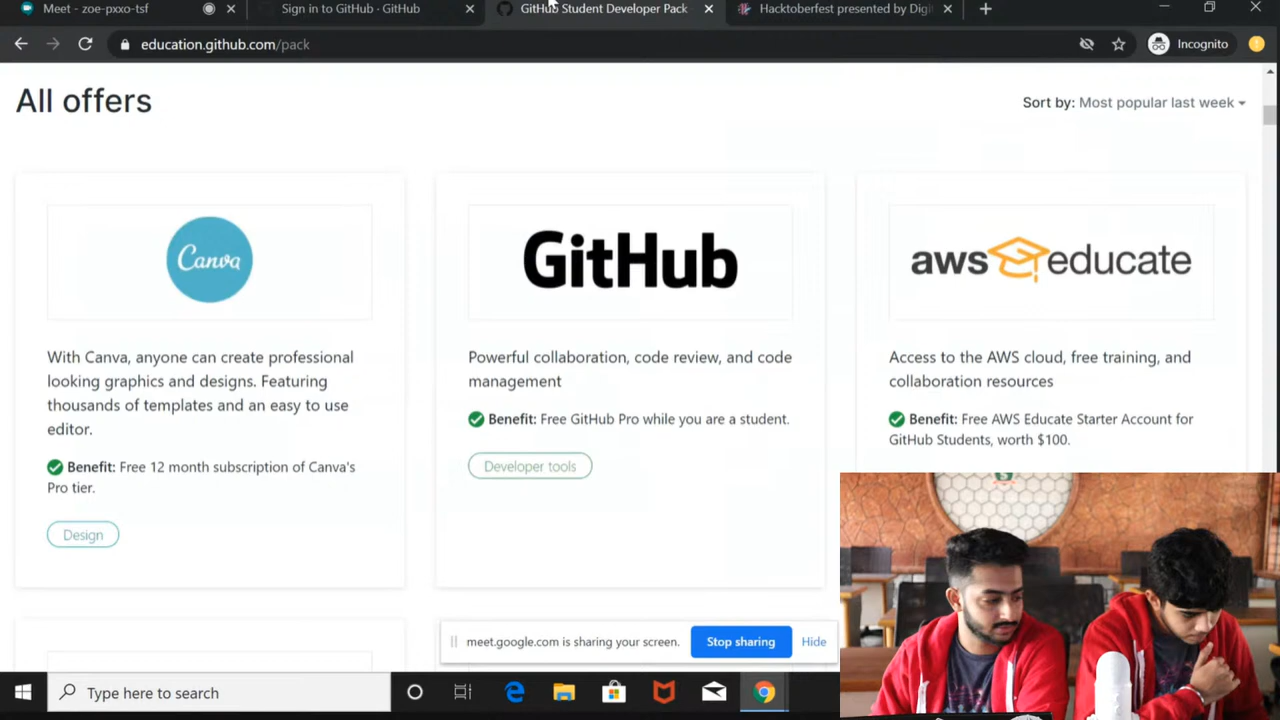 Meet - zoe-pxxo-tsf
Sign in to GitHub · GitHub
GitHub Student Developer Pack
Hacktoberfest presented by Digi
education.github.com/pack
Incognito
All offers
Sort by: Most popular last week
Canva
GitHub
aws educate
With Canva, anyone can create professional
looking graphics and designs. Featuring
thousands of templates and an easy to use
editor.
Benefit: Free 12 month subscription of Canva's
Pro tier.
Design
Powerful collaboration, code review, and code
management
Benefit: Free GitHub Pro while you are a student.
Developer tools
Access to the AWS cloud, free training, and
collaboration resources
Benefit: Free AWS Educate Starter Account for
GitHub Students, worth $100.
meet.google.com is sharing your screen.
Stop sharing
Hide
Type here to search